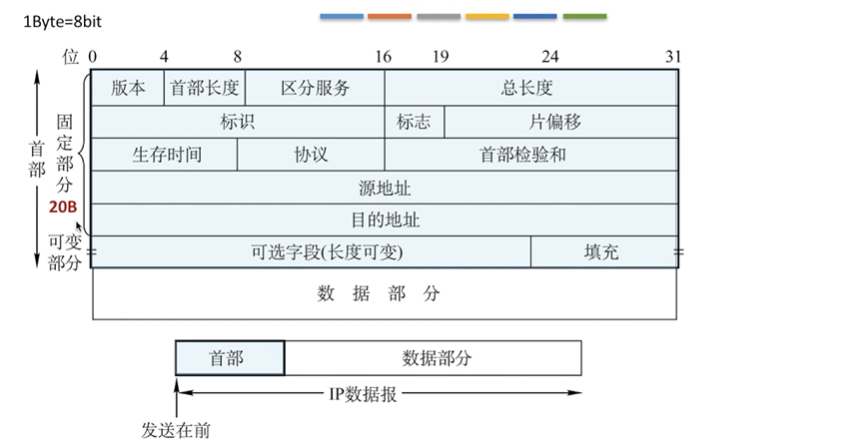 1Byte=8bit
位 0 4 8 16 19 24 31
版本 首部长度 区分服务 总长度
标识 标志 片偏移
生存时间 协议 首部检验和
源地址
目的地址
可选字段(长度可变) 填充
首部
固定部分
20B
可变
部分
数 据 部 分
首部 数据部分
IP数据报
发送在前